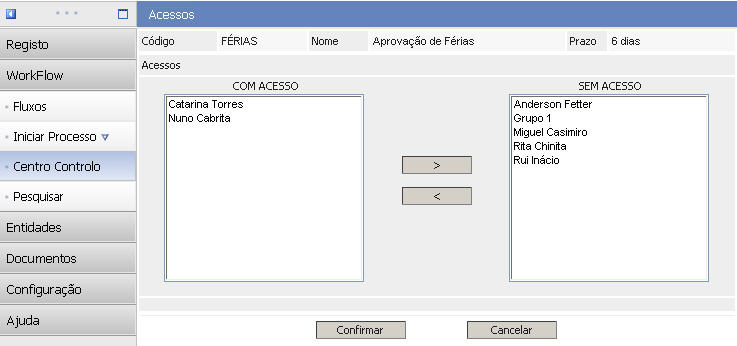 Acessos
Registo
WorkFlow
Fluxos
Iniciar Processo
Centro Controlo
Pesquisar
Entidades
Documentos
Configuração
Ajuda
Código FÉRIAS Nome Aprovação de Férias Prazo 6 dias
Acessos
COM ACESSO
Catarina Torres
Nuno Cabrita
>
<
SEM ACESSO
Anderson Fetter
Grupo 1
Miguel Casimiro
Rita Chinita
Rui Inácio
Confirmar Cancelar